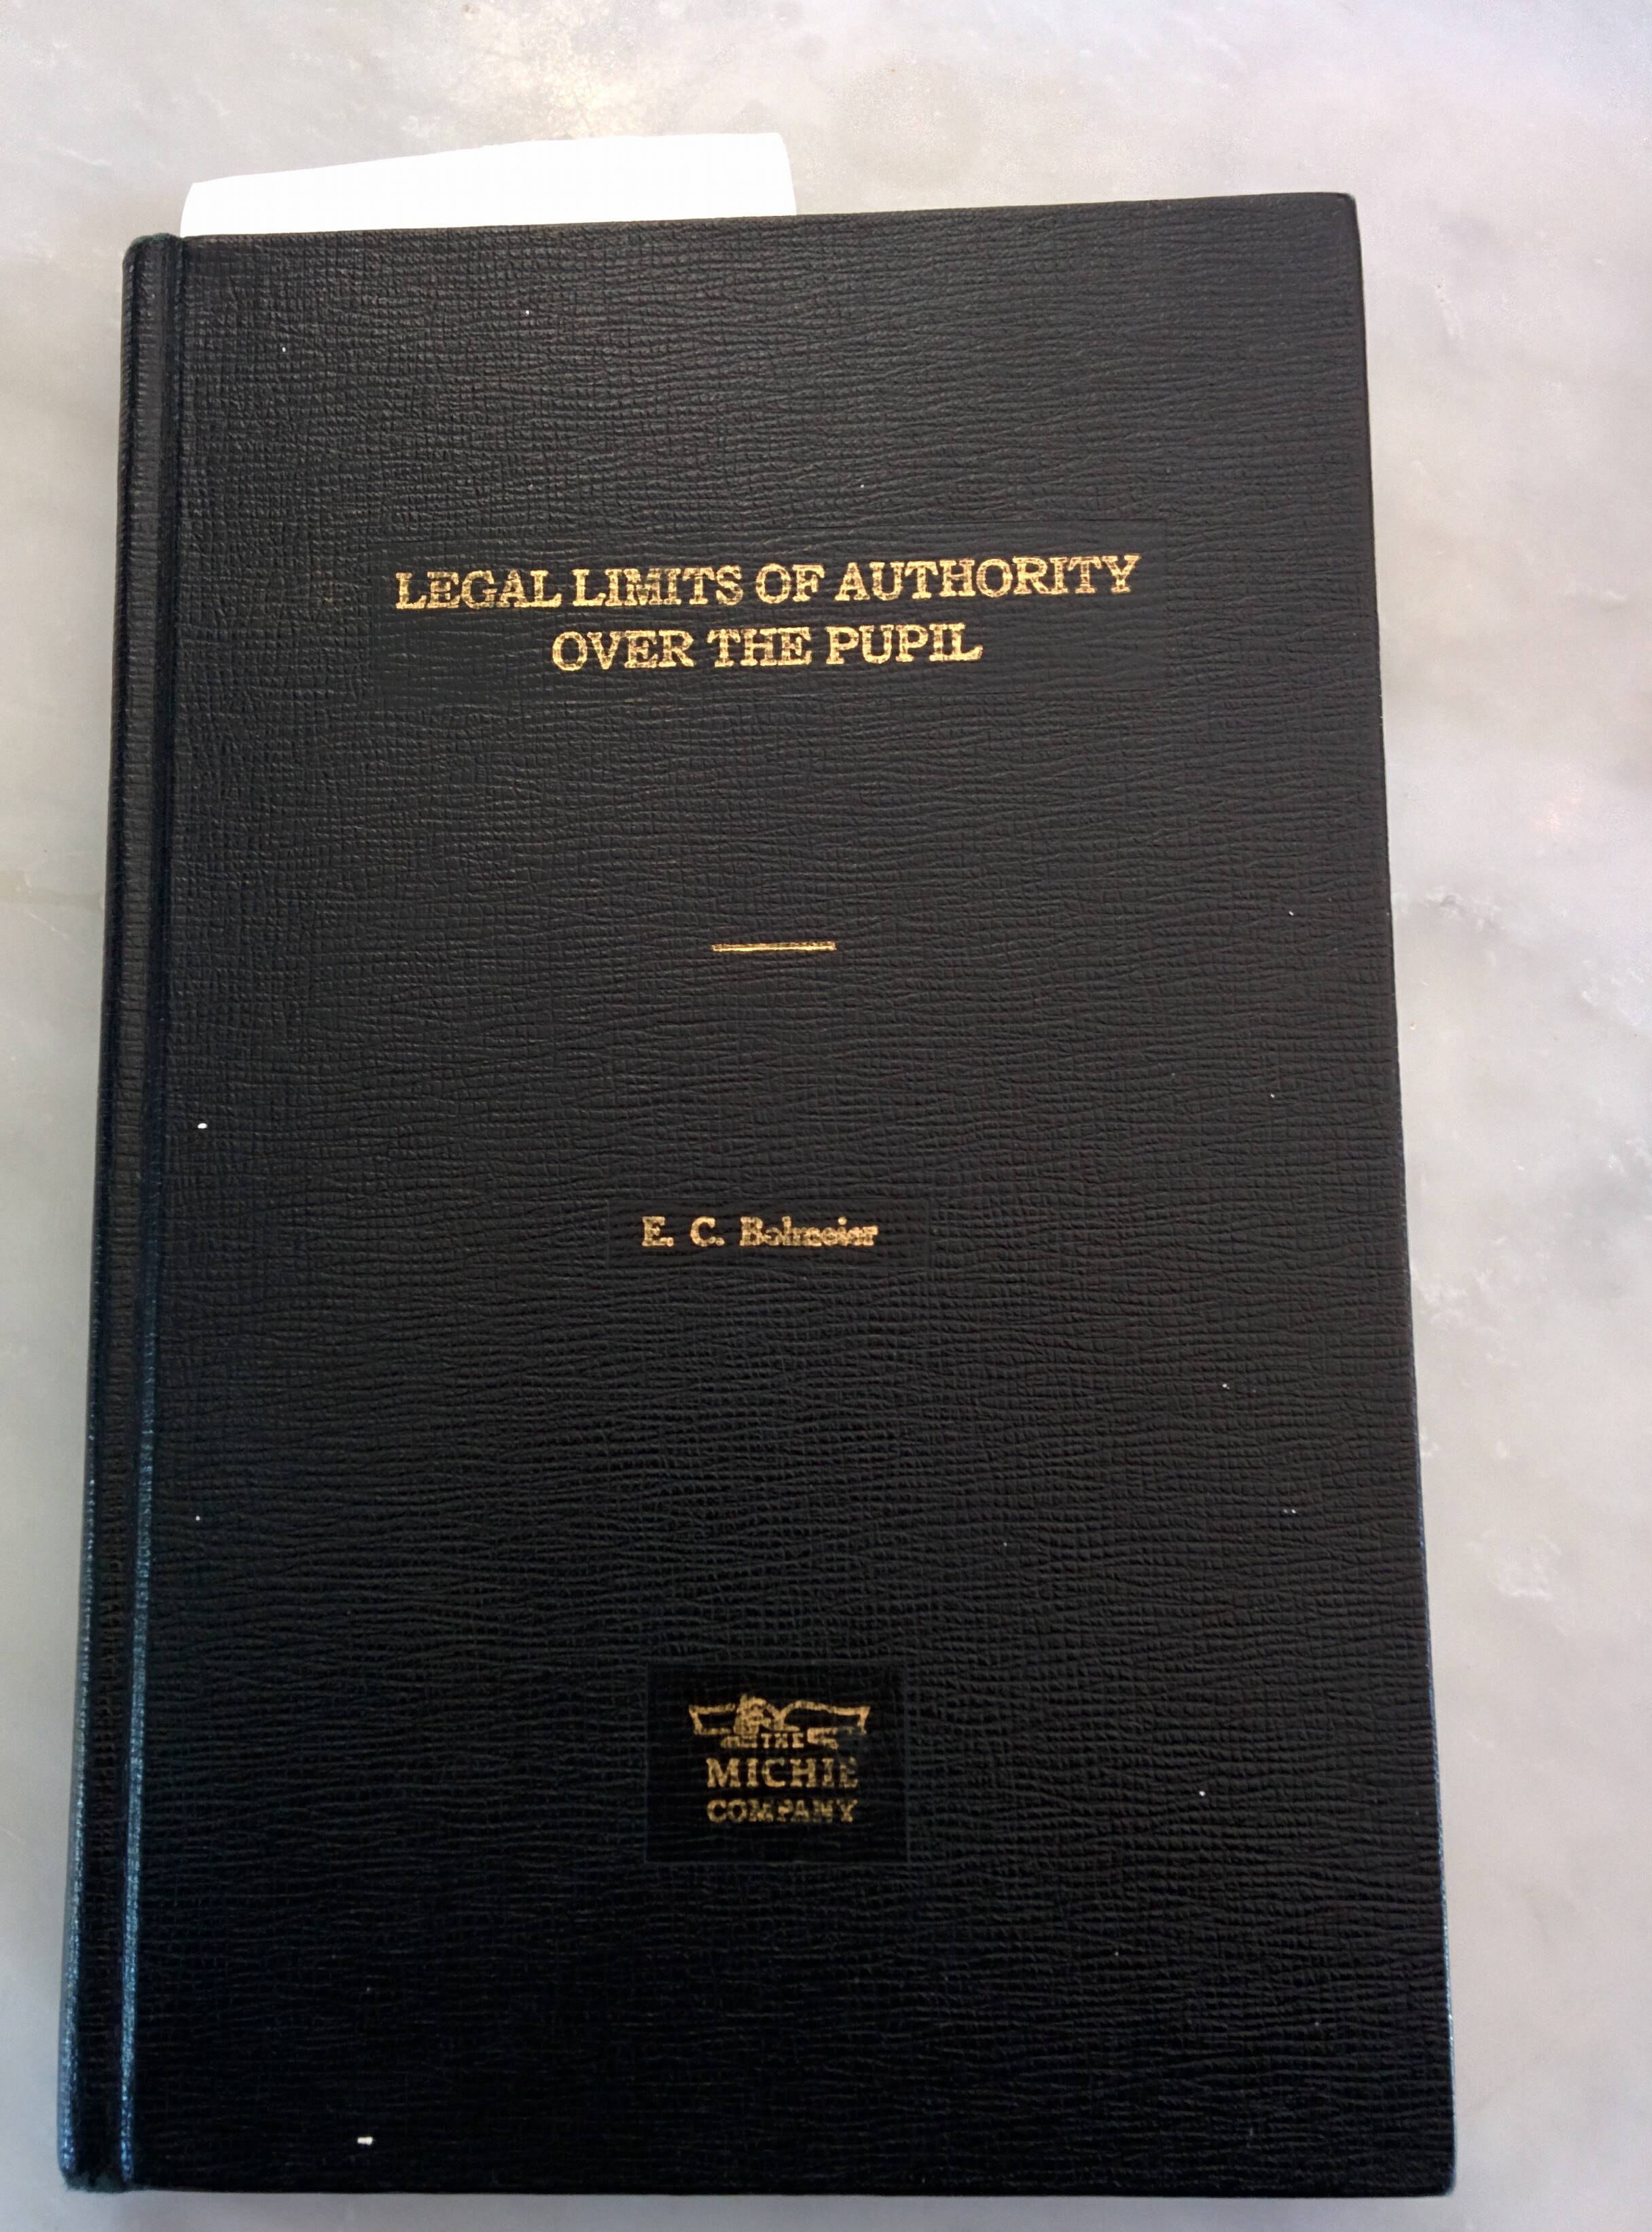 LEGAL LIMITS OF AUTHORITY
OVER THE PUPIL
E. C. Bolmeier
THE
MICHIE
COMPANY